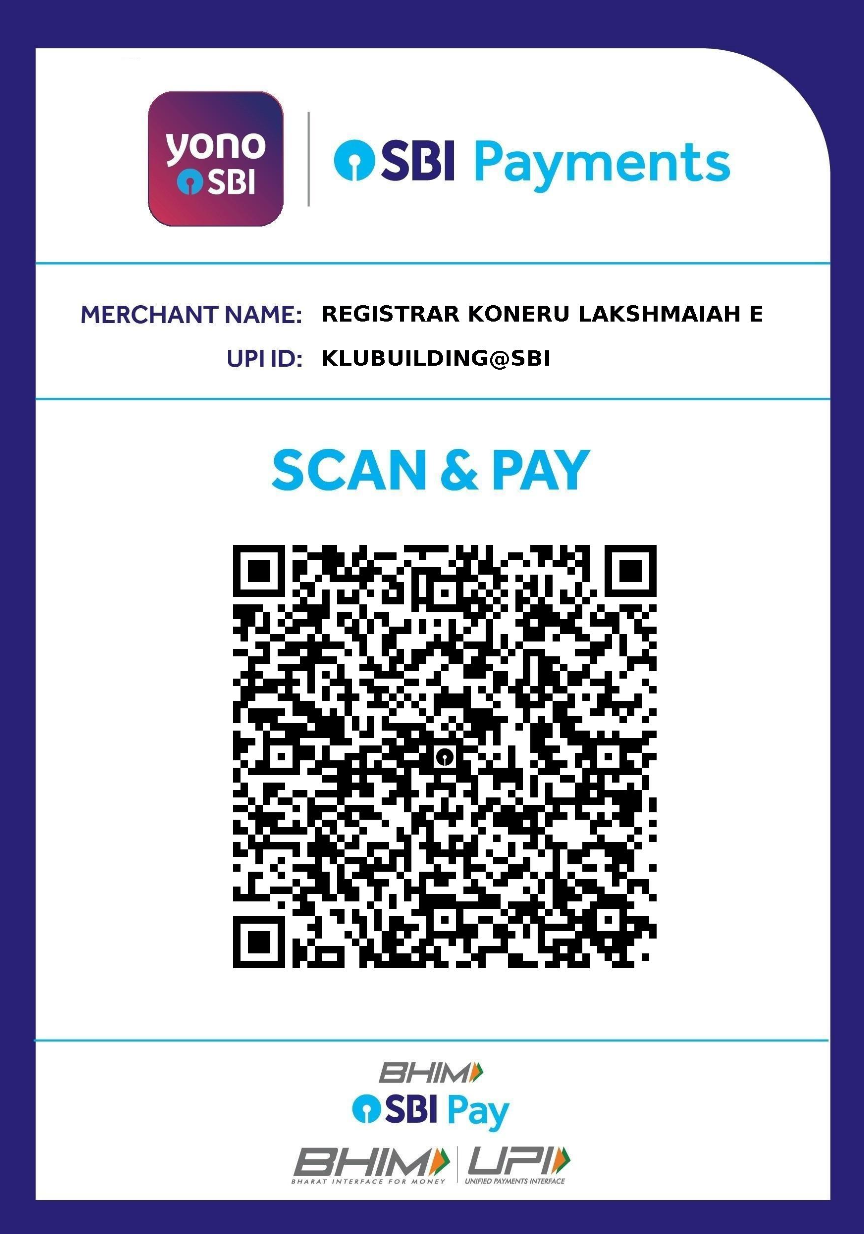 yono
SBI
SBI Payments
MERCHANT NAME: REGISTRAR KONERU LAKSHMAIAH E
UPI ID: KLUBUILDING@SBI
SCAN & PAY
BHIM
SBI Pay
BHIM UPI
BHARAT INTERFACE FOR MONEY UNIFIED PAYMENTS INTERFACE